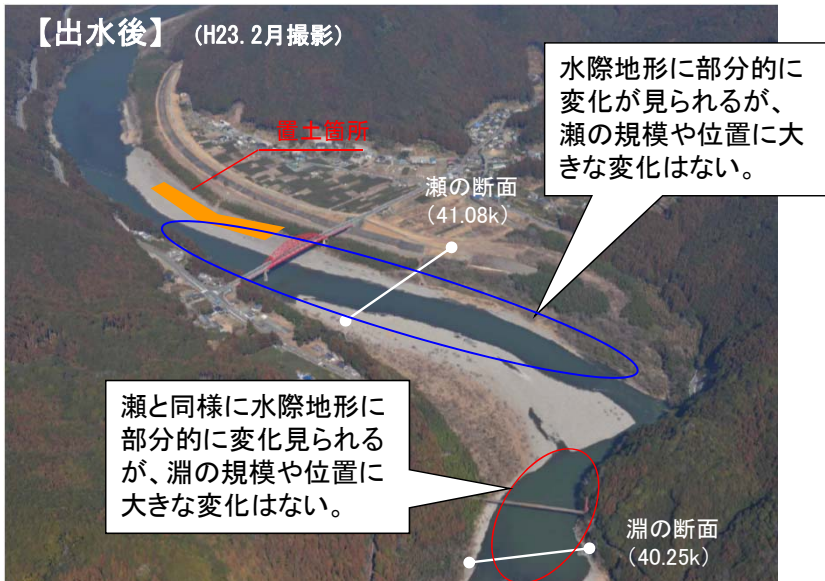 【出水後】 (H23.2月撮影)
水際地形に部分的に
変化が見られるが、
瀬の規模や位置に大
きな変化はない。
置土箇所
瀬の断面
(41.08k)
瀬と同様に水際地形に
部分的に変化見られる
が、淵の規模や位置に
大きな変化はない。
淵の断面
(40.25k)